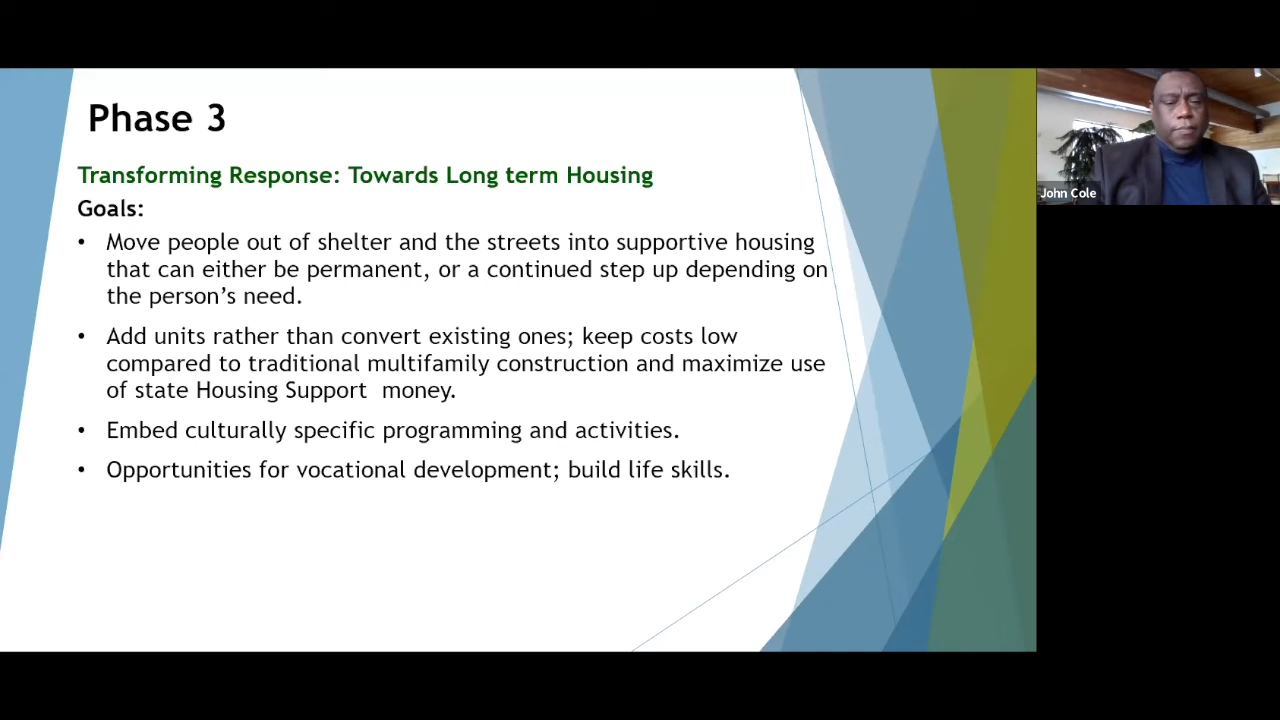 Phase 3
Transforming Response: Towards Long term Housing
Goals:
• Move people out of shelter and the streets into supportive housing
that can either be permanent, or a continued step up depending on
the person's need.
• Add units rather than convert existing ones; keep costs low
compared to traditional multifamily construction and maximize use
of state Housing Support  money.
• Embed culturally specific programming and activities.
• Opportunities for vocational development; build life skills.
John Cole